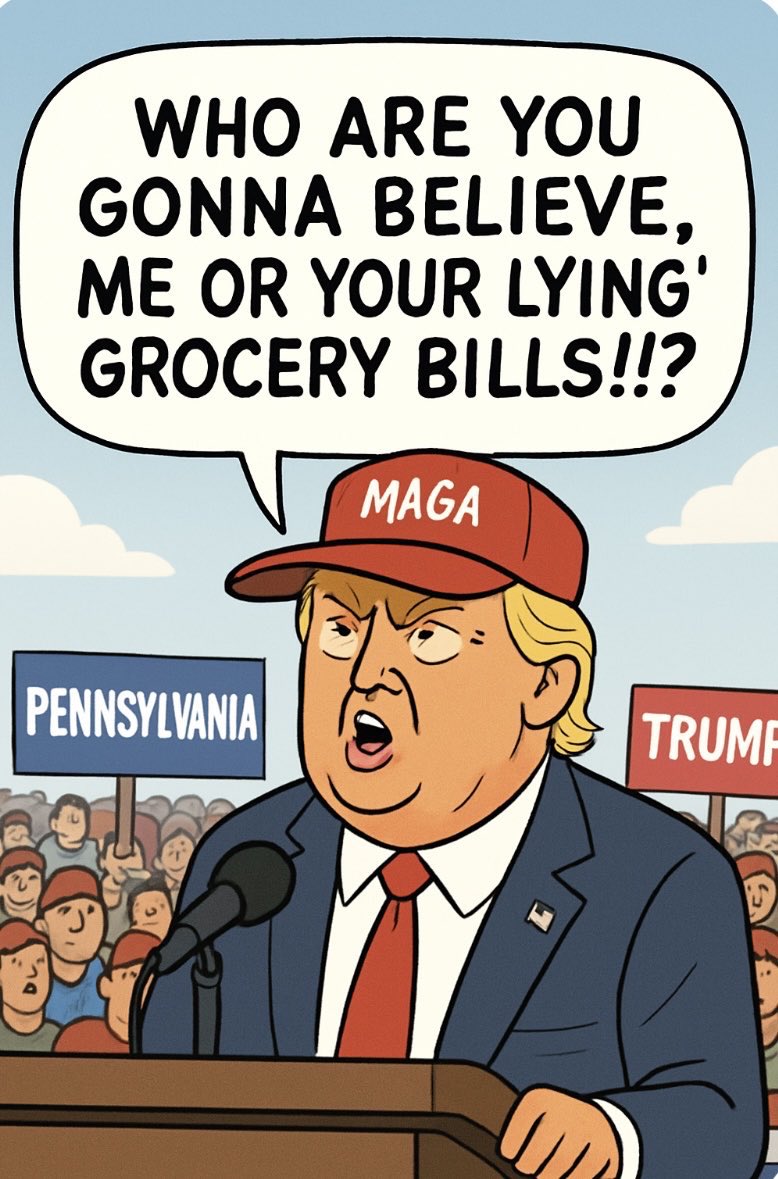 WHO ARE YOU
GONNA BELIEVE,
ME OR YOUR LYING'
GROCERY BILLS!!?
MAGA
PENNSYLVANIA
TRUMP